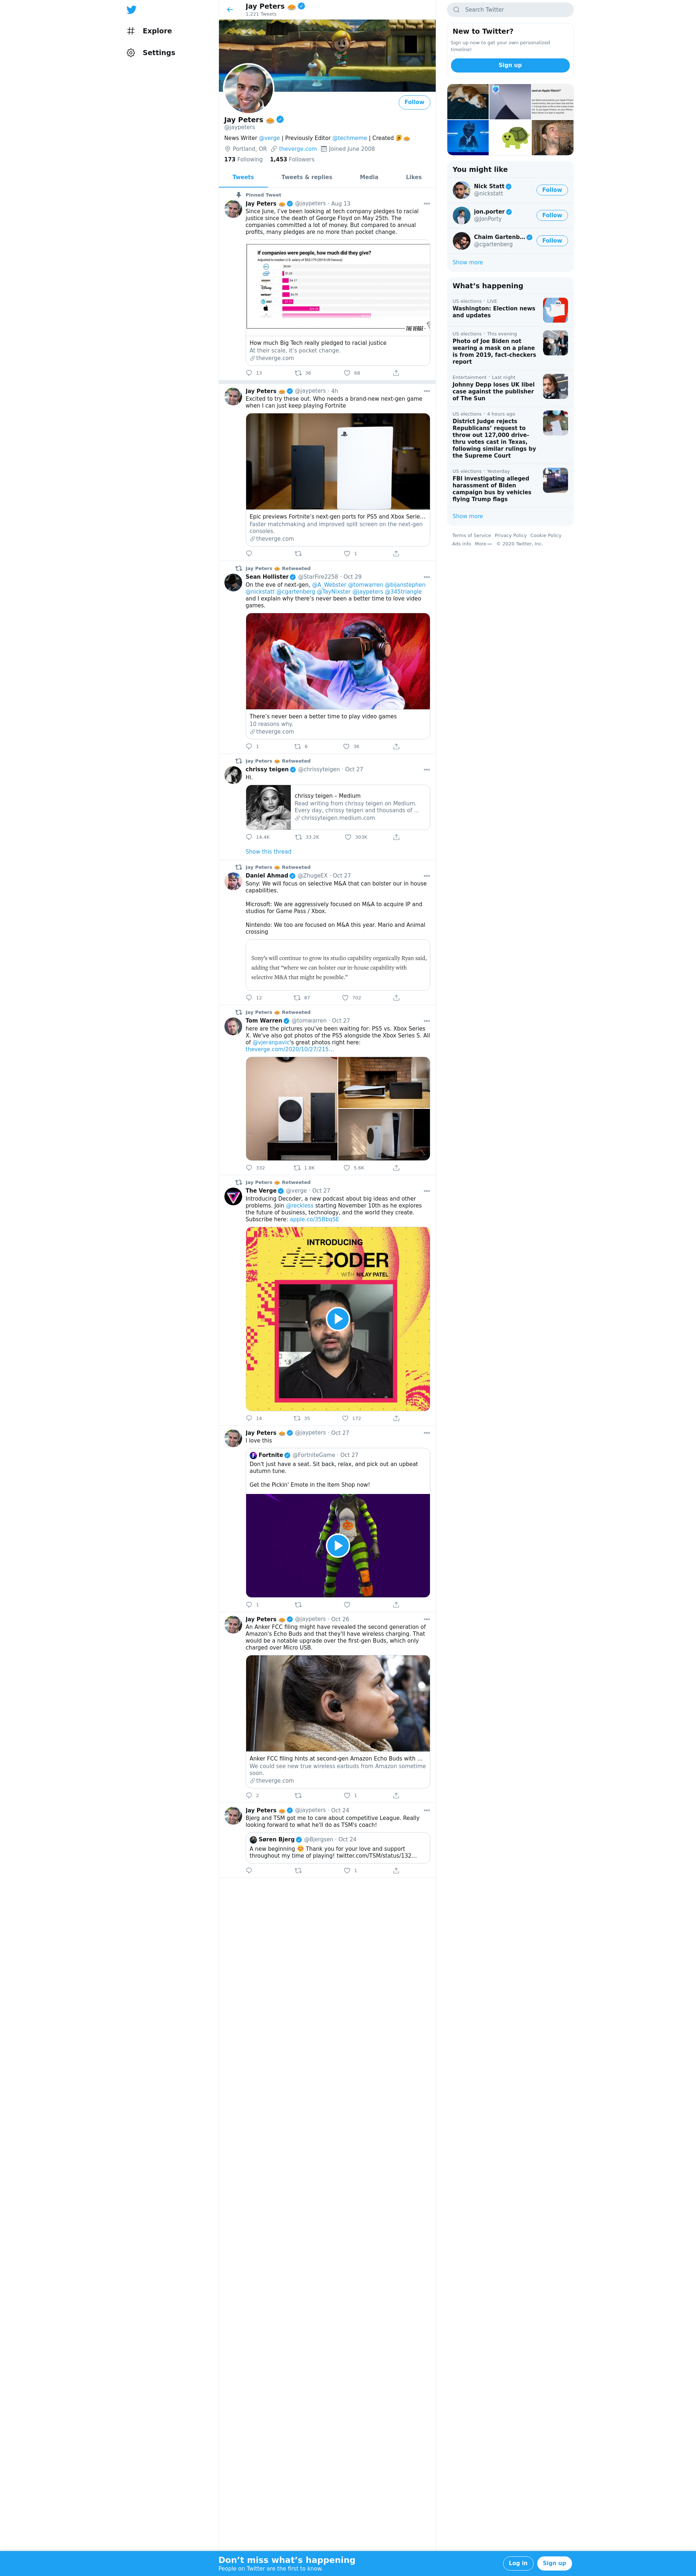 Explore
Settings
Jay Peters
1,221 Tweets
Follow
Jay Peters
@jaypeters
News Writer @verge | Previously Editor @techmeme | Created
Portland, OR theverge.com Joined June 2008
173 Following 1,453 Followers
Tweets Tweets & replies Media Likes
Pinned Tweet
Jay Peters @jaypeters · Aug 13
Since June, I've been looking at tech company pledges to racial
justice since the death of George Floyd on May 25th. The
companies committed a lot of money. But compared to annual
profits, many pledges are no more than pocket change.
If companies were people, how much did they give?
THE VERGE
How much Big Tech really pledged to racial justice
At their scale, it's pocket change.
theverge.com
13 36 68
Jay Peters @jaypeters · 4h
Excited to try these out. Who needs a brand-new next-gen game
when I can just keep playing Fortnite
Epic previews Fortnite's next-gen ports for PS5 and Xbox Serie...
Faster matchmaking and improved split screen on the next-gen
consoles.
theverge.com
1
Jay Peters Retweeted
Sean Hollister @StarFire2258 · Oct 29
On the eve of next-gen, @A_Webster @tomwarren @bijanstephen
@nickstatt @cgartenberg @TayNixster @jaypeters @345triangle
and I explain why there's never been a better time to love video
games.
There's never been a better time to play video games
10 reasons why.
theverge.com
1 6 36
Jay Peters Retweeted
chrissy teigen @chrissyteigen · Oct 27
Hi.
chrissy teigen – Medium
Read writing from chrissy teigen on Medium.
Every day, chrissy teigen and thousands of ...
chrissyteigen.medium.com
14.4K 33.2K 303K
Show this thread
Jay Peters Retweeted
Daniel Ahmad @ZhugeEX · Oct 27
Sony: We will focus on selective M&A that can bolster our in house
capabilities.
Microsoft: We are aggressively focused on M&A to acquire IP and
studios for Game Pass / Xbox.
Nintendo: We too are focused on M&A this year. Mario and Animal
crossing
Sony's will continue to grow its studio capability organically Ryan said,
adding that "where we can bolster our in-house capability with
selective M&A that might be possible."
12 87 702
Jay Peters Retweeted
Tom Warren @tomwarren · Oct 27
here are the pictures you've been waiting for: PS5 vs. Xbox Series
X. We've also got photos of the PS5 alongside the Xbox Series S. All
of @vjeranpavic's great photos right here:
theverge.com/2020/10/27/215...
332 1.8K 5.6K
Jay Peters Retweeted
The Verge @verge · Oct 27
Introducing Decoder, a new podcast about big ideas and other
problems. Join @reckless starting November 10th as he explores
the future of business, technology, and the world they create.
Subscribe here: apple.co/35BbqSE
INTRODUCING
decODER
WITH NILAY PATEL
14 35 172
Jay Peters @jaypeters · Oct 27
I love this
Fortnite @FortniteGame · Oct 27
Don't just have a seat. Sit back, relax, and pick out an upbeat
autumn tune.
Get the Pickin' Emote in the Item Shop now!
1
Jay Peters @jaypeters · Oct 26
An Anker FCC filing might have revealed the second generation of
Amazon's Echo Buds and that they'll have wireless charging. That
would be a notable upgrade over the first-gen Buds, which only
charged over Micro USB.
Anker FCC filing hints at second-gen Amazon Echo Buds with ...
We could see new true wireless earbuds from Amazon sometime
soon.
theverge.com
2 1
Jay Peters @jaypeters · Oct 24
Bjerg and TSM got me to care about competitive League. Really
looking forward to what he'll do as TSM's coach!
Søren Bjerg @Bjergsen · Oct 24
A new beginning Thank you for your love and support
throughout my time of playing! twitter.com/TSM/status/132...
1
Search Twitter
New to Twitter?
Sign up now to get your own personalized
timeline!
Sign up
You might like
Nick Statt
@nickstatt
Follow
jon.porter
@JonPorty
Follow
Chaim Gartenb...
@cgartenberg
Follow
Show more
What's happening
US elections · LIVE
Washington: Election news
and updates
US elections · This evening
Photo of Joe Biden not
wearing a mask on a plane
is from 2019, fact-checkers
report
Entertainment · Last night
Johnny Depp loses UK libel
case against the publisher
of The Sun
US elections · 4 hours ago
District Judge rejects
Republicans' request to
throw out 127,000 drive-
thru votes cast in Texas,
following similar rulings by
the Supreme Court
US elections · Yesterday
FBI investigating alleged
harassment of Biden
campaign bus by vehicles
flying Trump flags
Show more
Terms of Service Privacy Policy Cookie Policy
Ads info More © 2020 Twitter, Inc.
Don't miss what's happening
People on Twitter are the first to know.
Log in Sign up